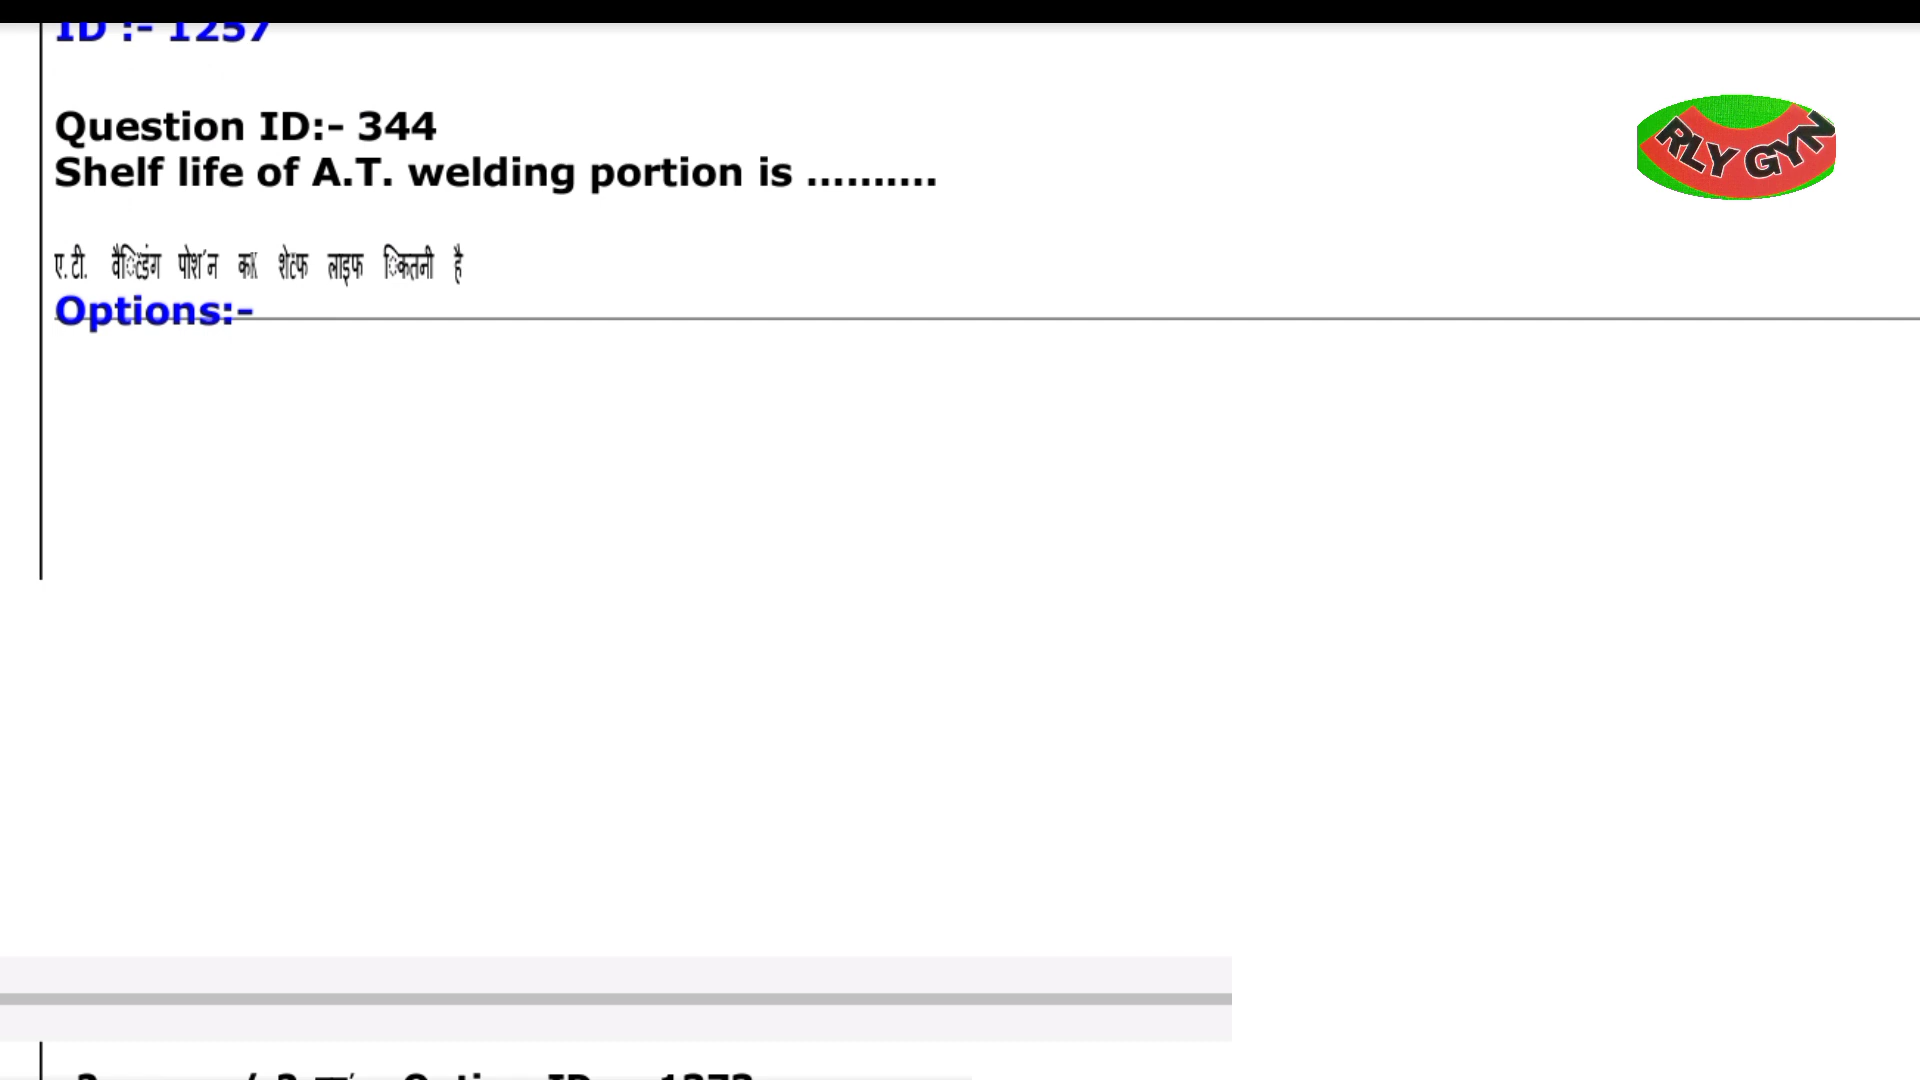 ID :- 1257
Question ID:- 344
RLY GYN
Shelf life of A.T. welding portion is ..........
ए.टी. वैल्डिंग पोर्शन की शेल्फ लाइफ कितनी है
Options:-